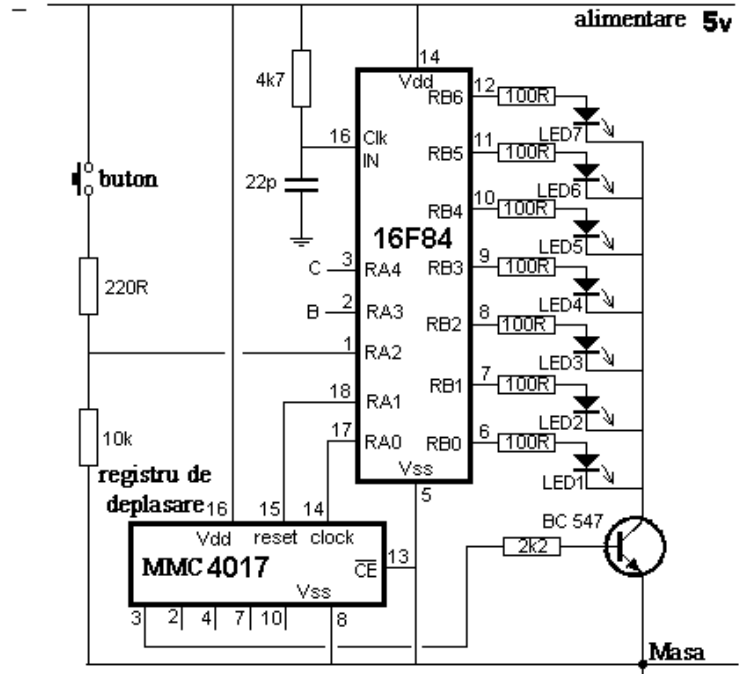 alimentare 5v
14
Vdd
4k7
16 Clk
IN
22p
16F84
C 3 RA4
B 2 RA3
1 RA2
18 RA1
17 RA0
RB6 12 100R
LED7
RB5 11 100R
LED6
RB4 10 100R
LED5
RB3 9 100R
LED4
RB2 8 100R
LED3
RB1 7 100R
LED2
RB0 6 100R
LED1
Vss
5
buton
220R
10k
registru de
deplasare 16 15 14
Vdd reset clock
MMC 4017 CE 13
Vss
3 2 4 7 10 8
BC 547
2k2
Masa